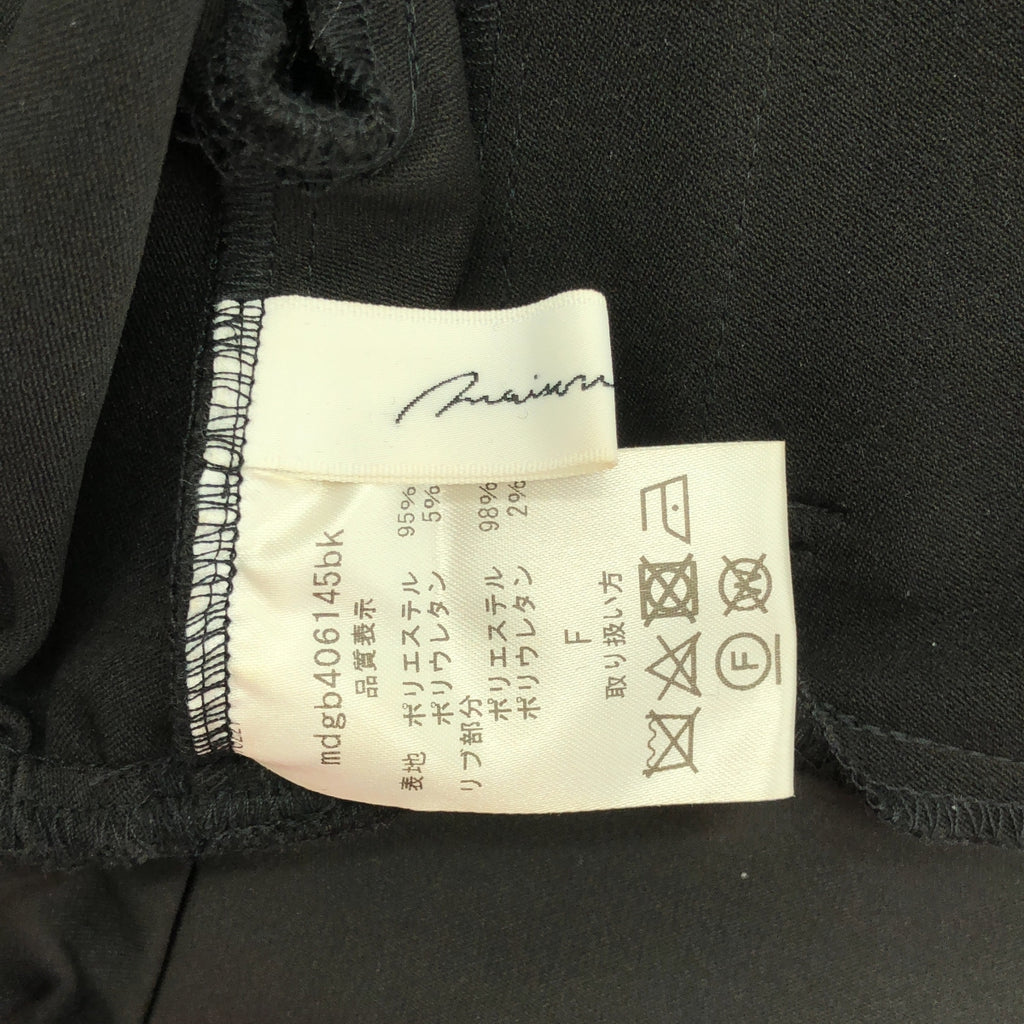 maison
mdgb406145bk
品質表示
表地 ポリエステル 95%
ポリウレタン 5%
リブ部分
ポリエステル 98%
ポリウレタン 2%
F
取り扱い方
W
F